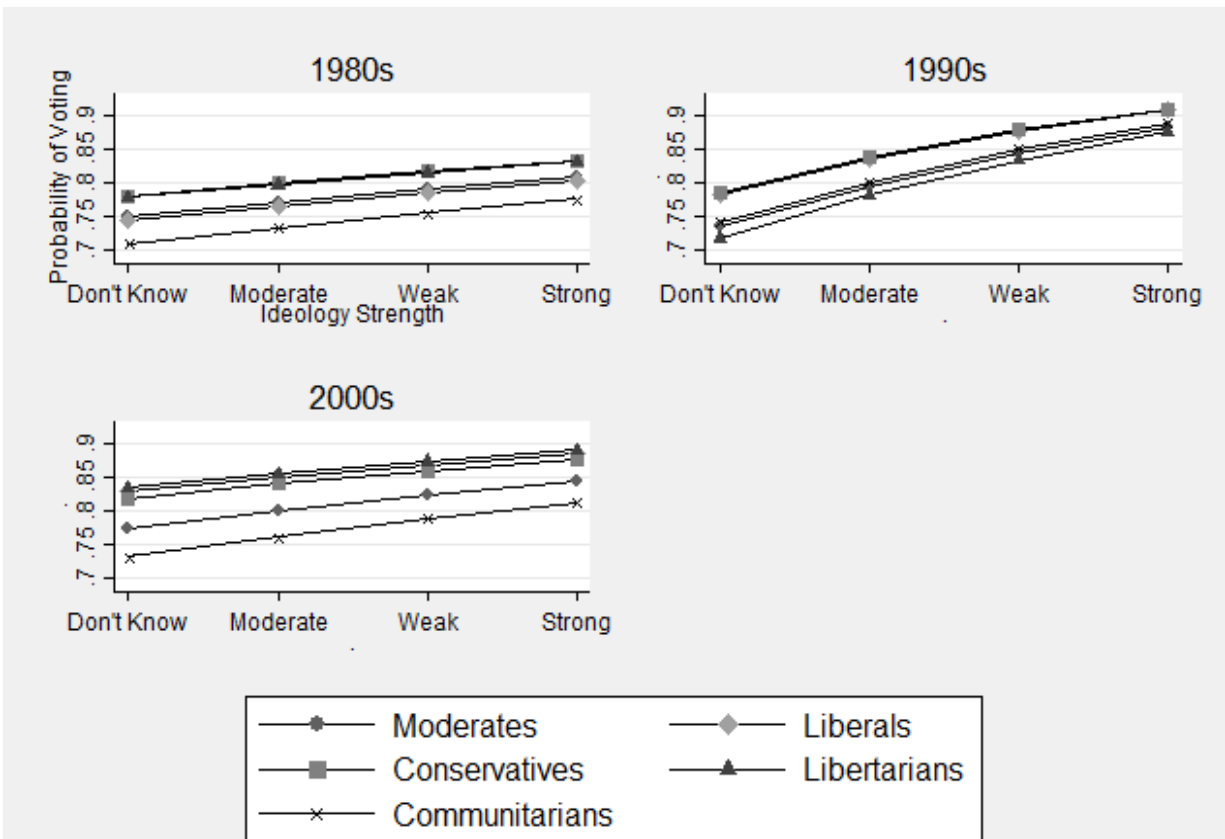 1980s
Probability of Voting
.9
.85
.8
.75
.7
Don't Know Moderate Weak Strong
Ideology Strength
1990s
.9
.85
.8
.75
.7
Don't Know Moderate Weak Strong
2000s
.9
.85
.8
.75
.7
Don't Know Moderate Weak Strong
Moderates Liberals
Conservatives Libertarians
Communitarians